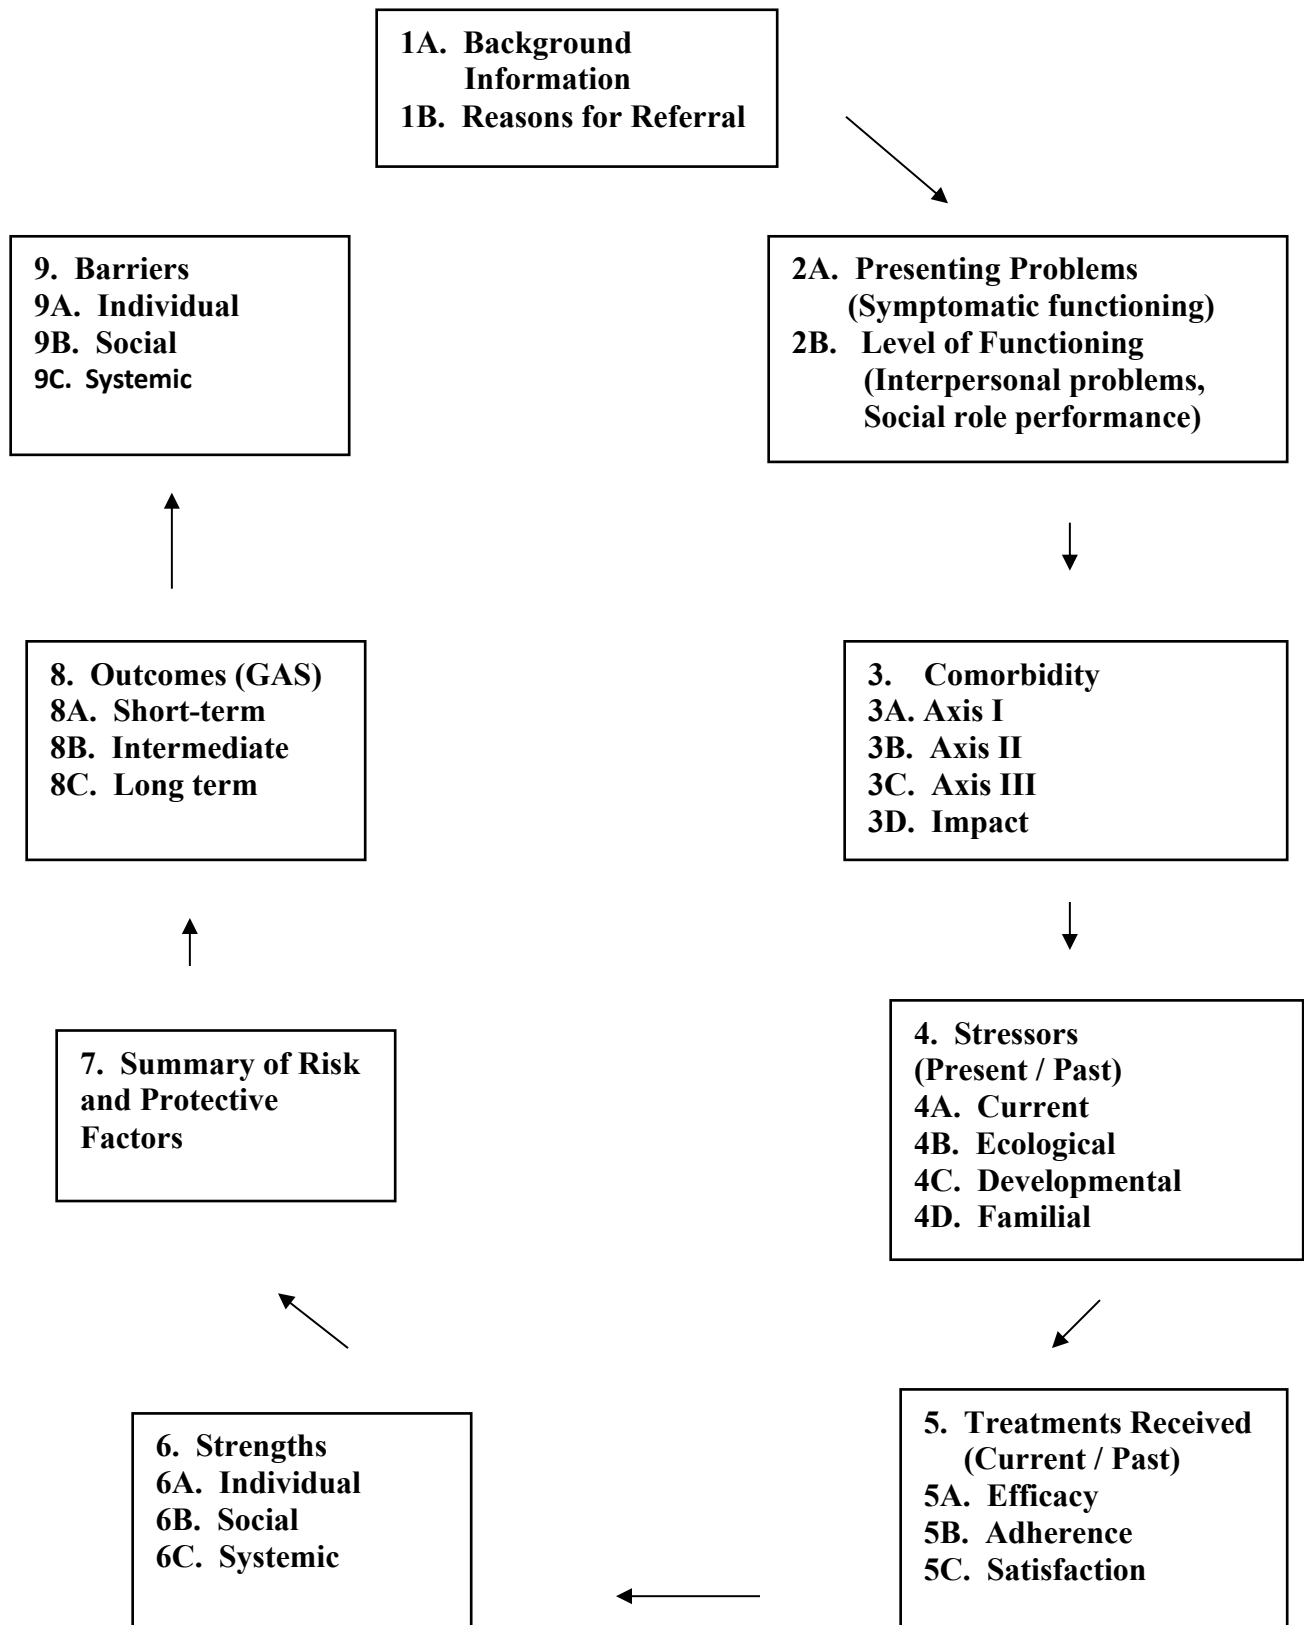 1A. Background
Information
1B. Reasons for Referral
2A. Presenting Problems
(Symptomatic functioning)
2B. Level of Functioning
(Interpersonal problems,
Social role performance)
3. Comorbidity
3A. Axis I
3B. Axis II
3C. Axis III
3D. Impact
4. Stressors
(Present / Past)
4A. Current
4B. Ecological
4C. Developmental
4D. Familial
5. Treatments Received
(Current / Past)
5A. Efficacy
5B. Adherence
5C. Satisfaction
6. Strengths
6A. Individual
6B. Social
6C. Systemic
7. Summary of Risk
and Protective
Factors
8. Outcomes (GAS)
8A. Short-term
8B. Intermediate
8C. Long term
9. Barriers
9A. Individual
9B. Social
9C. Systemic